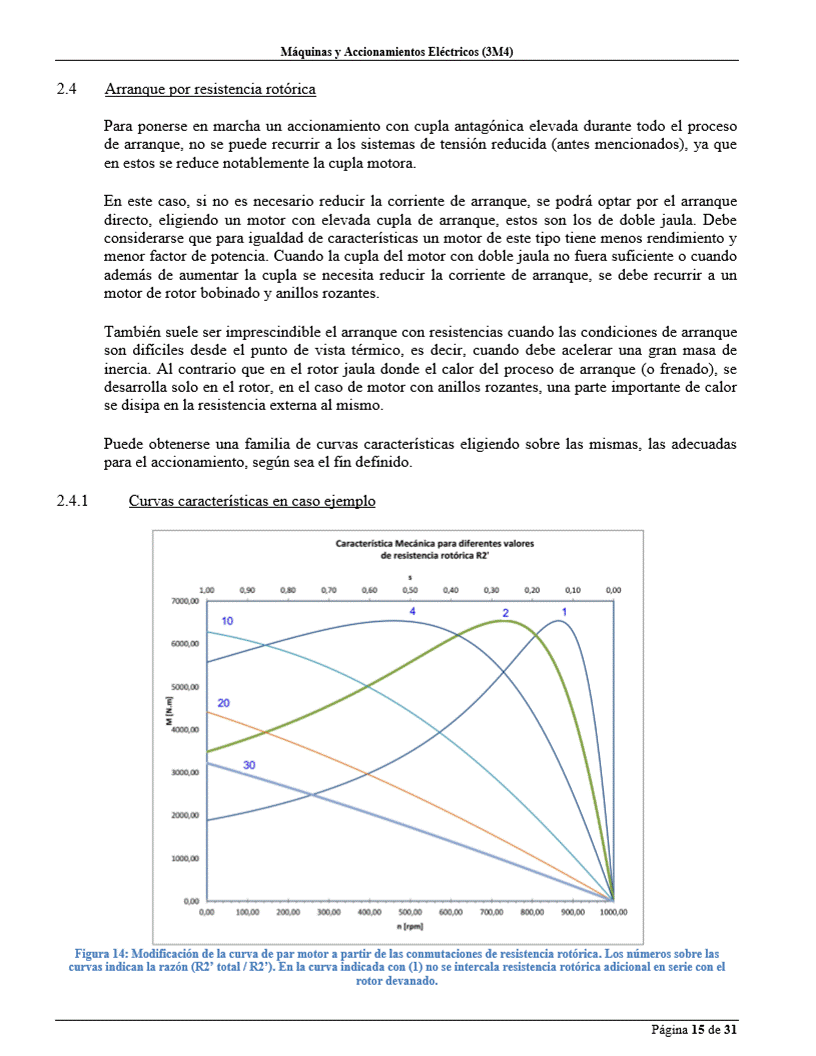 Máquinas y Accionamientos Eléctricos (3M4)
2.4 Arranque por resistencia rotórica
Para ponerse en marcha un accionamiento con cupla antagónica elevada durante todo el proceso
de arranque, no se puede recurrir a los sistemas de tensión reducida (antes mencionados), ya que
en estos se reduce notablemente la cupla motora.
En este caso, si no es necesario reducir la corriente de arranque, se podrá optar por el arranque
directo, eligiendo un motor con elevada cupla de arranque, estos son los de doble jaula. Debe
considerarse que para igualdad de características un motor de este tipo tiene menos rendimiento y
menor factor de potencia. Cuando la cupla del motor con doble jaula no fuera suficiente o cuando
además de aumentar la cupla se necesita reducir la corriente de arranque, se debe recurrir a un
motor de rotor bobinado y anillos rozantes.
También suele ser imprescindible el arranque con resistencias cuando las condiciones de arranque
son difíciles desde el punto de vista térmico, es decir, cuando debe acelerar una gran masa de
inercia. Al contrario que en el rotor jaula donde el calor del proceso de arranque (o frenado), se
desarrolla solo en el rotor, en el caso de motor con anillos rozantes, una parte importante de calor
se disipa en la resistencia externa al mismo.
Puede obtenerse una familia de curvas características eligiendo sobre las mismas, las adecuadas
para el accionamiento, según sea el fin definido.
2.4.1 Curvas características en caso ejemplo
Característica Mecánica para diferentes valores
de resistencia rotórica R2'
s
1,00 0,90 0,80 0,70 0,60 0,50 0,40 0,30 0,20 0,10 0,00
7000,00
10 4 2 1
6000,00
5000,00
20
M [N.m]
4000,00
30
3000,00
2000,00
1000,00
0,00
0,00 100,00 200,00 300,00 400,00 500,00 600,00 700,00 800,00 900,00 1000,00
n [rpm]
Figura 14: Modificación de la curva de par motor a partir de las conmutaciones de resistencia rotórica. Los números sobre las
curvas indican la razón (R2’ total / R2’). En la curva indicada con (1) no se intercala resistencia rotórica adicional en serie con el
rotor devanado.
Página 15 de 31